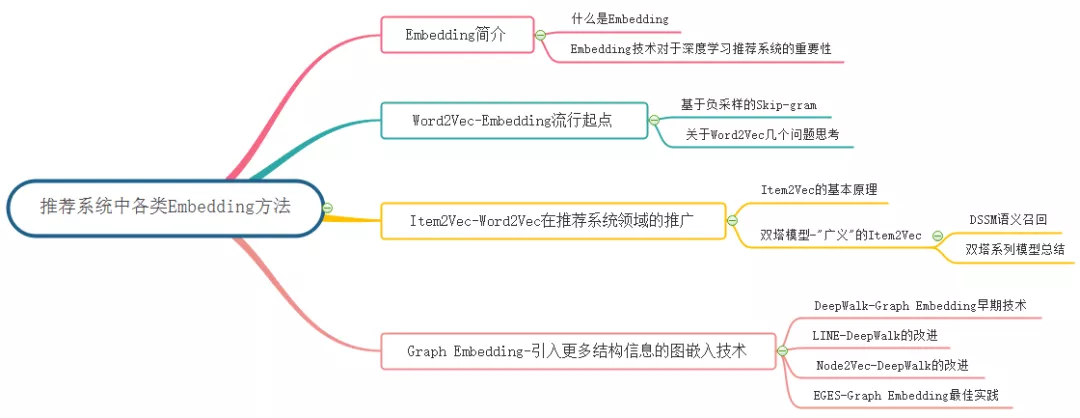 推荐系统中各类Embedding方法
Embedding简介
什么是Embedding
Embedding技术对于深度学习推荐系统的重要性
Word2Vec-Embedding流行起点
基于负采样的Skip-gram
关于Word2Vec几个问题思考
Item2Vec-Word2Vec在推荐系统领域的推广
Item2Vec的基本原理
双塔模型-"广义"的Item2Vec
DSSM语义召回
双塔系列模型总结
Graph Embedding-引入更多结构信息的图嵌入技术
DeepWalk-Graph Embedding早期技术
LINE-DeepWalk的改进
Node2Vec-DeepWalk的改进
EGES-Graph Embedding最佳实践